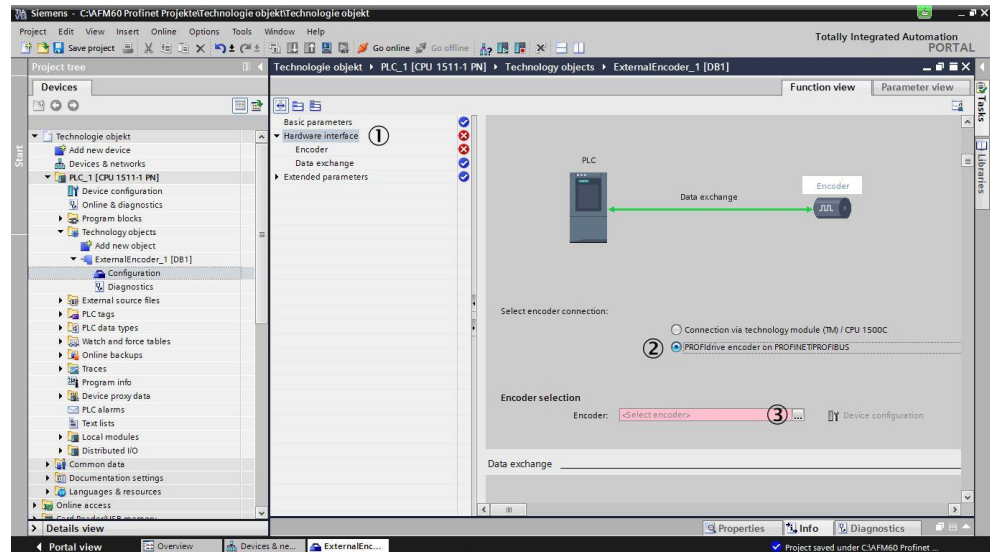 Siemens - C:\AFM60 Profinet Projekte\Technologie objekt\Technologie objekt
Project Edit View Insert Online Options Tools Window Help
Totally Integrated Automation
PORTAL
Save project
Go online
Go offline
Project tree
Technologie objekt PLC_1 [CPU 1511-1 PN] Technology objects ExternalEncoder_1 [DB1]
Devices
Function view
Parameter view
Start
Technologie objekt
Add new device
Devices & networks
PLC_1 [CPU 1511-1 PN]
Device configuration
Online & diagnostics
Program blocks
Technology objects
Add new object
ExternalEncoder_1 [DB1]
Configuration
Diagnostics
External source files
PLC tags
PLC data types
Watch and force tables
Online backups
Traces
Program info
Device proxy data
PLC alarms
Text lists
Local modules
Distributed I/O
Common data
Documentation settings
Languages & resources
Online access
Card Reader/USB memory
Details view
Basic parameters
Hardware interface ①
Encoder
Data exchange
Extended parameters
PLC
Encoder
Data exchange
Select encoder connection:
Connection via technology module (TM) / CPU 1500C
② PROFIdrive encoder on PROFINET/PROFIBUS
Encoder selection
Encoder: <Select encoder> ③ ... Device configuration
Data exchange
Tasks
Libraries
Properties
Info
Diagnostics
Portal view
Overview
Devices & ne...
ExternalEnc...
Project saved under C:\AFM60 Profinet ...